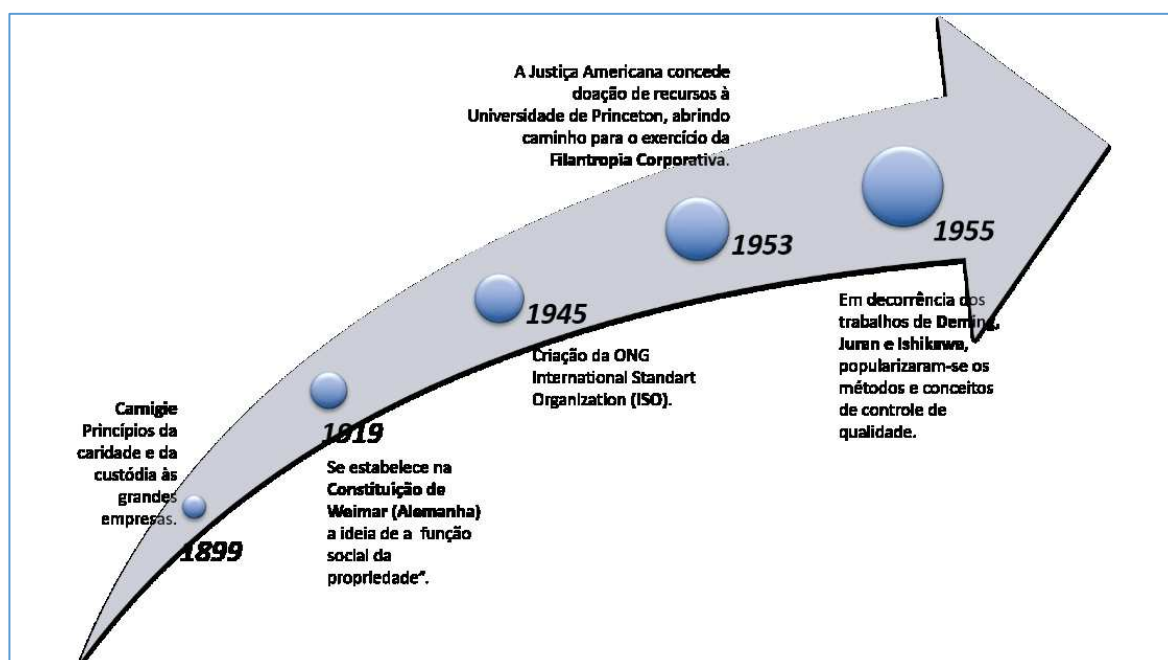 Carnigie
Princípios da
caridade e da
custódia às
grandes
empresas.
1899
1919
Se estabelece na
Constituição de
Weimar (Alemanha)
a ideia de a função
social da
propriedade”.
1945
Criação da ONG
International Standart
Organization (ISO).
A Justiça Americana concede
doação de recursos à
Universidade de Princeton, abrindo
caminho para o exercício da
Filantropia Corporativa.
1953
1955
Em decorrência dos
trabalhos de Deming,
Juran e Ishikawa,
popularizaram-se os
métodos e conceitos
de controle de
qualidade.